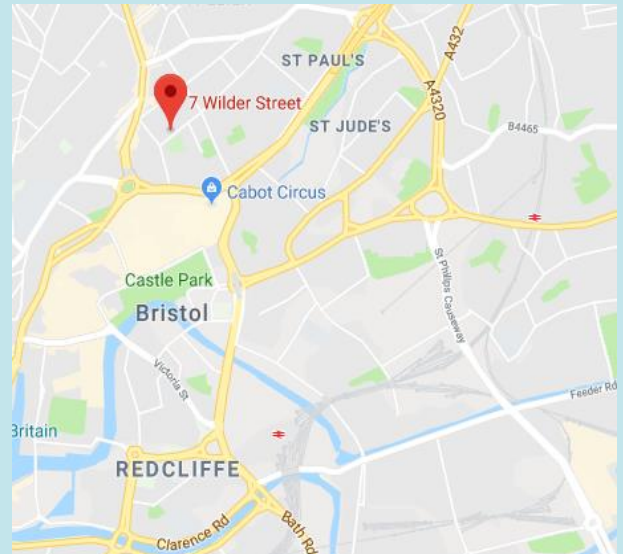 ST PAUL'S
A432
7 Wilder Street
A4320
ST JUDE'S
B4465
Cabot Circus
St Philips Causeway
Castle Park
Bristol
Victoria St
Feeder Rd
Britain
REDCLIFFE
Clarence Rd
Bath Rd